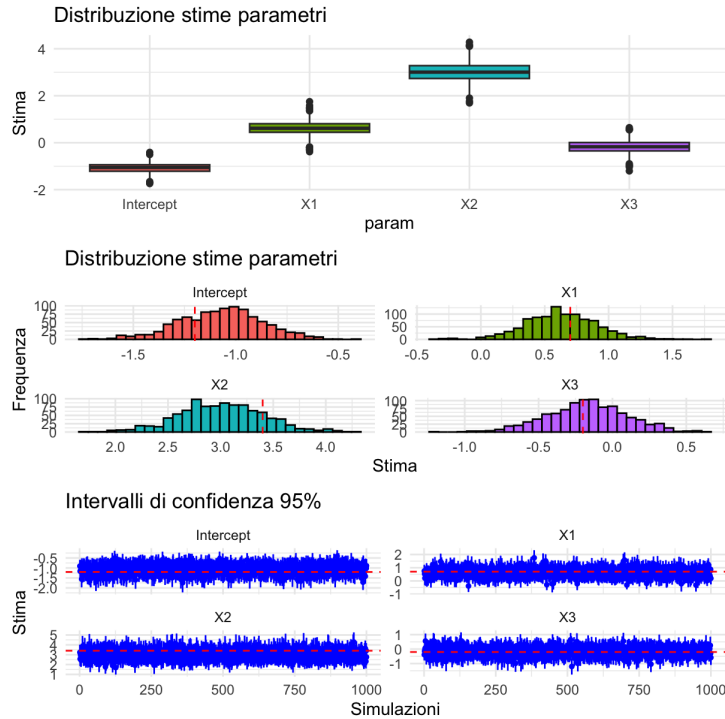 Distribuzione stime parametri
Stima
4
2
0
-2
Intercept X1 X2 X3
param
Distribuzione stime parametri
Frequenza
Intercept X1
100
75
50
25
0
100
50
0
-1.5 -1.0 -0.5
-0.5 0.0 0.5 1.0 1.5
X2 X3
100
75
50
25
0
100
75
50
25
0
2.0 2.5 3.0 3.5 4.0
-1.0 -0.5 0.0 0.5
Stima
Intervalli di confidenza 95%
Stima
Intercept X1
-0.5
-1.0
-1.5
-2.0
2
1
0
-1
X2 X3
5
4
3
2
1
1
0
-1
0 250 500 750 1000
0 250 500 750 1000
Simulazioni